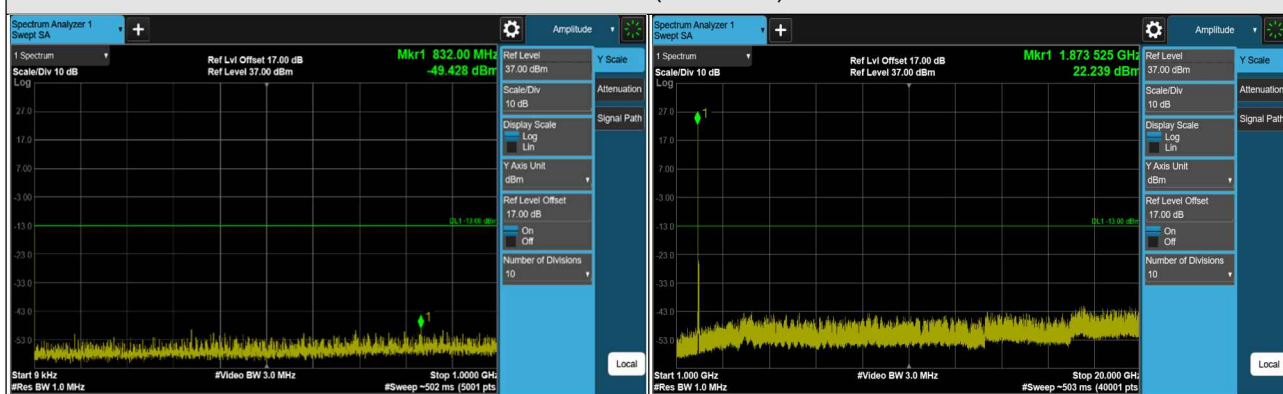 Spectrum Analyzer 1
Swept SA
+
Amplitude
1 Spectrum
Scale/Div 10 dB
Log
Ref Lvl Offset 17.00 dB
Ref Level 37.00 dBm
Mkr1 832.00 MHz
-49.428 dBm
27.0
17.0
7.00
-3.00
-13.0
-23.0
-33.0
-43.0
-53.0
DL1 -13.00 dBm
1
Start 9 kHz
#Res BW 1.0 MHz
#Video BW 3.0 MHz
Stop 1.0000 GHz
#Sweep ~502 ms (5001 pts
Ref Level
37.00 dBm
Scale/Div
10 dB
Display Scale
Log
Lin
Y Axis Unit
dBm
Ref Level Offset
17.00 dB
On
Off
Number of Divisions
10
Y Scale
Attenuation
Signal Path
Local
Spectrum Analyzer 1
Swept SA
+
Amplitude
1 Spectrum
Scale/Div 10 dB
Log
Ref Lvl Offset 17.00 dB
Ref Level 37.00 dBm
Mkr1 1.873 525 GHz
22.239 dBm
27.0
17.0
7.00
-3.00
-13.0
-23.0
-33.0
-43.0
-53.0
DL1 -13.00 dBm
1
Start 1.000 GHz
#Res BW 1.0 MHz
#Video BW 3.0 MHz
Stop 20.000 GHz
#Sweep ~503 ms (40001 pts
Ref Level
37.00 dBm
Scale/Div
10 dB
Display Scale
Log
Lin
Y Axis Unit
dBm
Ref Level Offset
17.00 dB
On
Off
Number of Divisions
10
Y Scale
Attenuation
Signal Path
Local